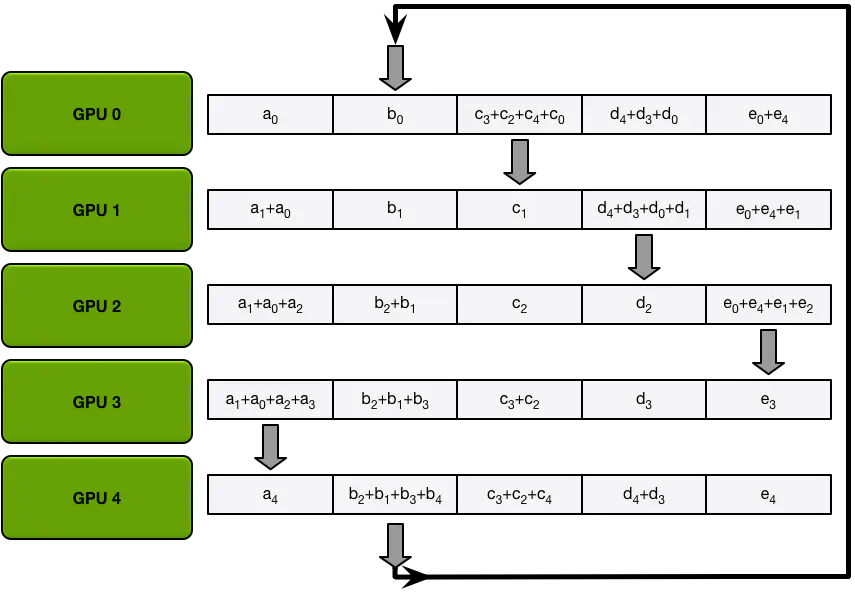 GPU 0 a₀ b₀ c₃+c₂+c₄+c₀ d₄+d₃+d₀ e₀+e₄
GPU 1 a₁+a₀ b₁ c₁ d₄+d₃+d₀+d₁ e₀+e₄+e₁
GPU 2 a₁+a₀+a₂ b₂+b₁ c₂ d₂ e₀+e₄+e₁+e₂
GPU 3 a₁+a₀+a₂+a₃ b₂+b₁+b₃ c₃+c₂ d₃ e₃
GPU 4 a₄ b₂+b₁+b₃+b₄ c₃+c₂+c₄ d₄+d₃ e₄